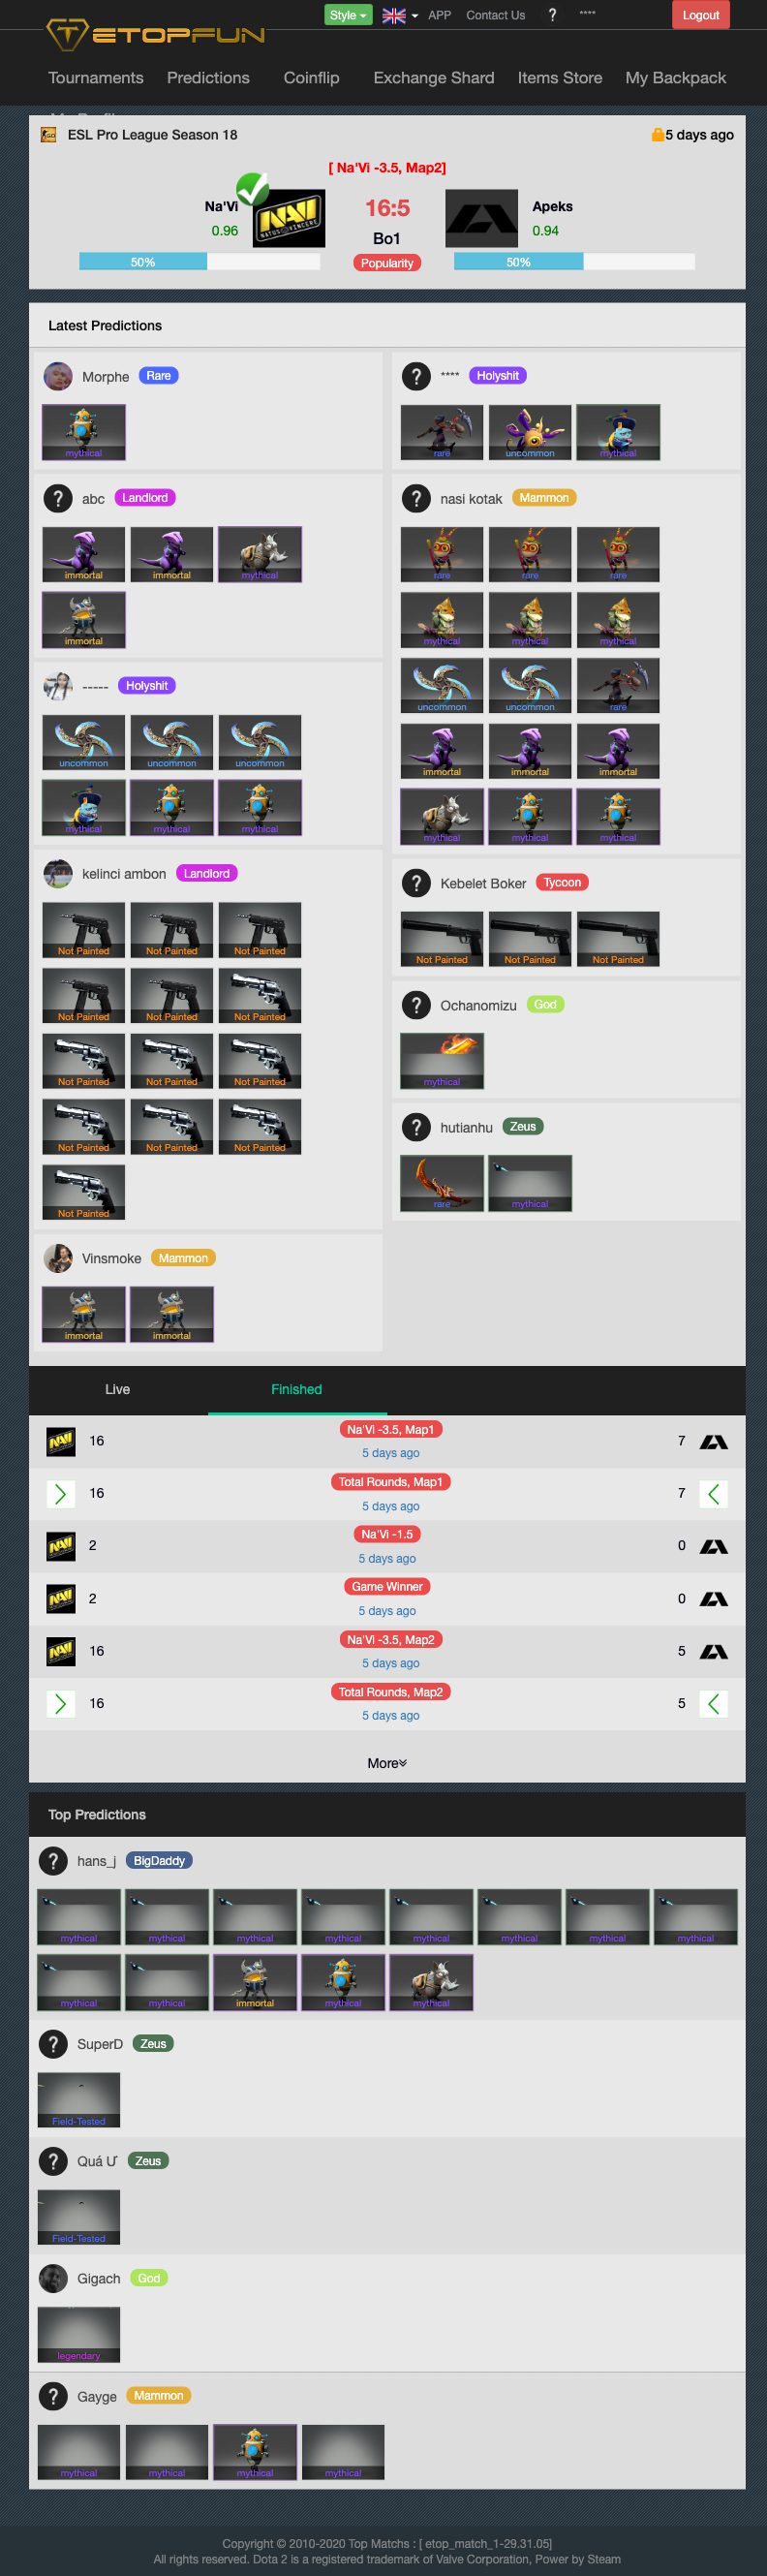 Style
APP
Contact Us
?
****
Logout
ETOPFUN
Tournaments
Predictions
Coinflip
Exchange Shard
Items Store
My Backpack
ESL Pro League Season 18
5 days ago
[ Na'Vi -3.5, Map2]
Na'Vi
0.96
NAVI
NATUS VINCERE
16:5
Bo1
Apeks
0.94
50%
Popularity
50%
Latest Predictions
Morphe Rare
mythical
? **** Holyshit
rare uncommon mythical
? abc Landlord
immortal immortal mythical
immortal
? nasi kotak Mammon
rare rare rare
mythical mythical mythical
uncommon uncommon rare
immortal immortal immortal
mythical mythical mythical
----- Holyshit
uncommon uncommon uncommon
mythical mythical mythical
kelinci ambon Landlord
Not Painted Not Painted Not Painted
Not Painted Not Painted Not Painted
Not Painted Not Painted Not Painted
Not Painted Not Painted Not Painted
Not Painted
? Kebelet Boker Tycoon
Not Painted Not Painted Not Painted
? Ochanomizu God
mythical
? hutianhu Zeus
rare mythical
Vinsmoke Mammon
immortal immortal
Live
Finished
NAVI 16 Na'Vi -3.5, Map1 7
5 days ago
16 Total Rounds, Map1 7
5 days ago
NAVI 2 Na'Vi -1.5 0
5 days ago
NAVI 2 Game Winner 0
5 days ago
NAVI 16 Na'Vi -3.5, Map2 5
5 days ago
16 Total Rounds, Map2 5
5 days ago
More
Top Predictions
? hans_j BigDaddy
mythical mythical mythical mythical mythical mythical mythical mythical
mythical mythical immortal mythical mythical
? SuperD Zeus
Field-Tested
? Quá Ư Zeus
Field-Tested
Gigach God
legendary
? Gayge Mammon
mythical mythical mythical mythical
Copyright © 2010-2020 Top Matchs : [ etop_match_1-29.31.05]
All rights reserved. Dota 2 is a registered trademark of Valve Corporation, Power by Steam